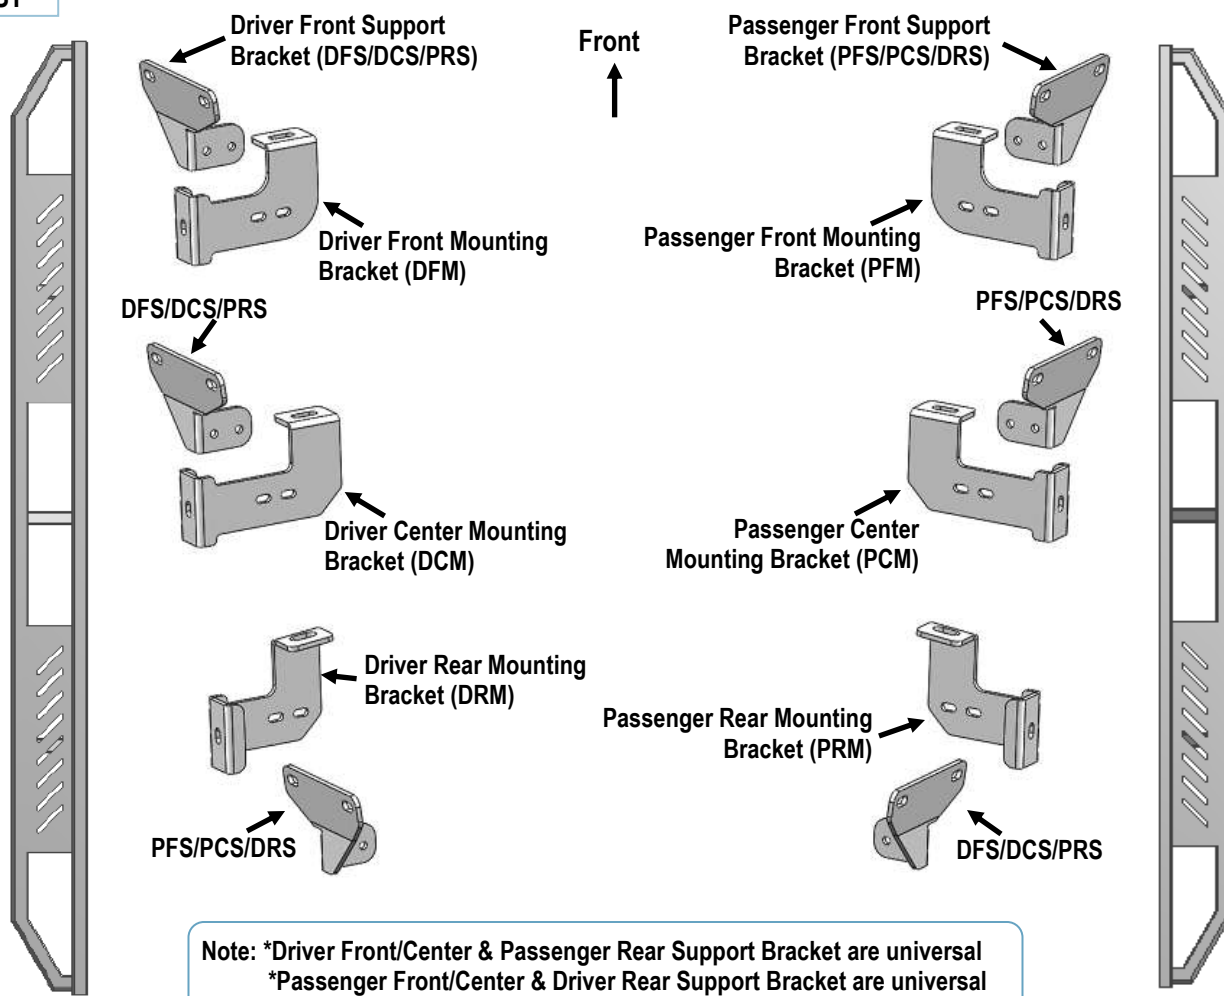 Driver Front Support
Bracket (DFS/DCS/PRS)
Front
Passenger Front Support
Bracket (PFS/PCS/DRS)
Driver Front Mounting
Bracket (DFM)
Passenger Front Mounting
Bracket (PFM)
DFS/DCS/PRS
PFS/PCS/DRS
Driver Center Mounting
Bracket (DCM)
Passenger Center
Mounting Bracket (PCM)
Driver Rear Mounting
Bracket (DRM)
Passenger Rear Mounting
Bracket (PRM)
PFS/PCS/DRS
DFS/DCS/PRS
Note: *Driver Front/Center & Passenger Rear Support Bracket are universal
*Passenger Front/Center & Driver Rear Support Bracket are universal